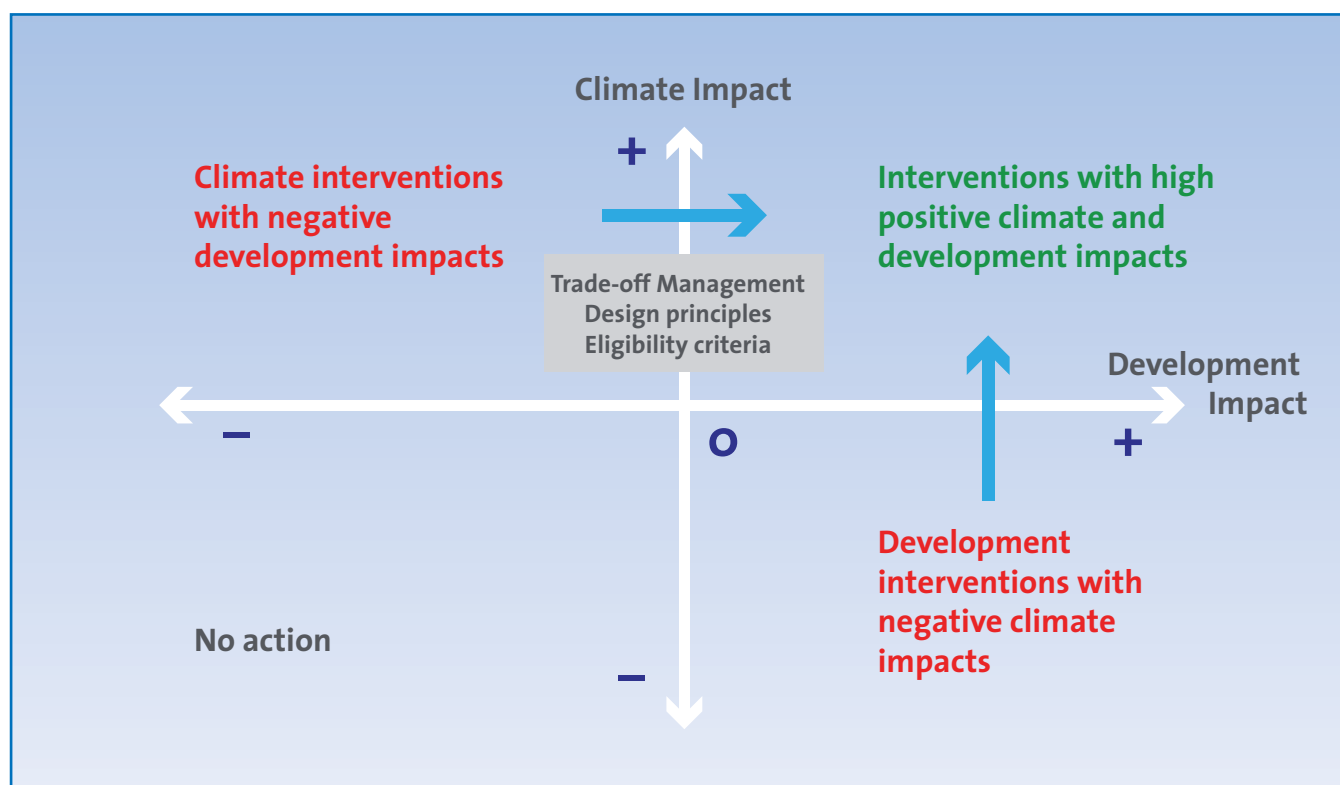 Climate Impact
+
Climate interventions
with negative
development impacts
Interventions with high
positive climate and
development impacts
Trade-off Management
Design principles
Eligibility criteria
Development
Impact
–
O
+
Development
interventions with
negative climate
impacts
No action
–